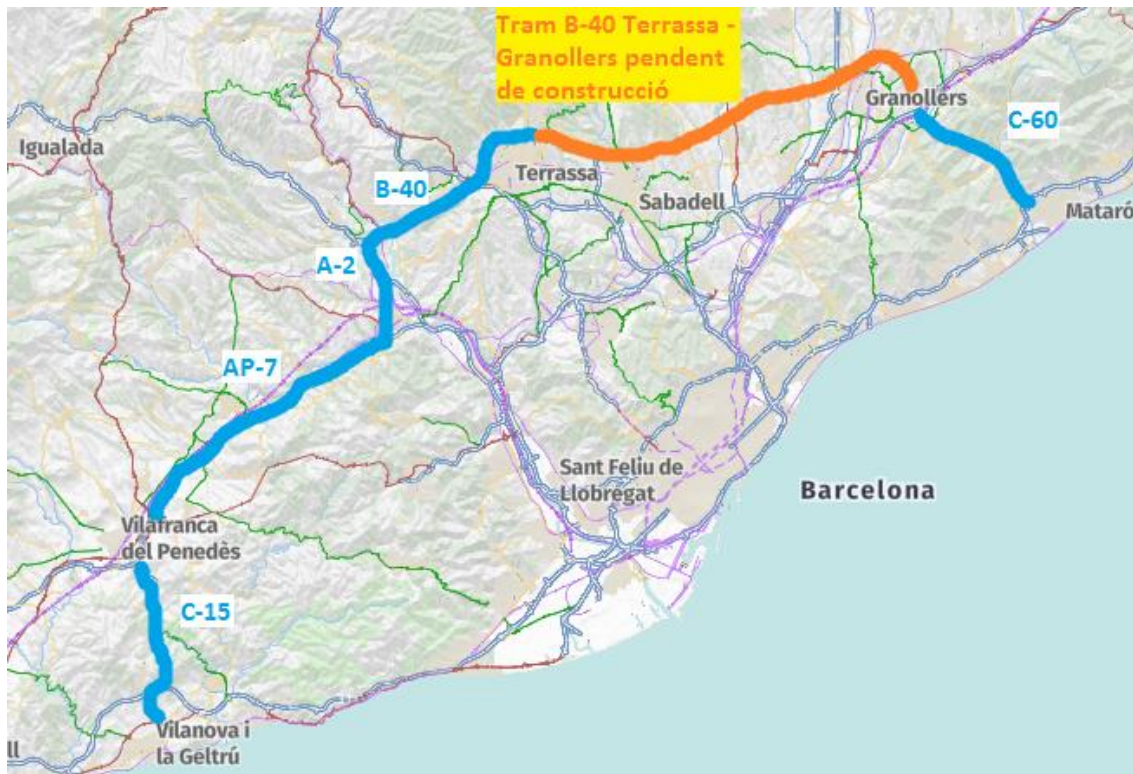 Tram B-40 Terrassa -
Granollers pendent
de construcció
Granollers
C-60
Igualada
Terrassa
B-40
Sabadell
Mataró
A-2
AP-7
Sant Feliu de
Llobregat
Barcelona
Vilafranca
del Penedès
C-15
Vilanova i
la Geltrú
ll